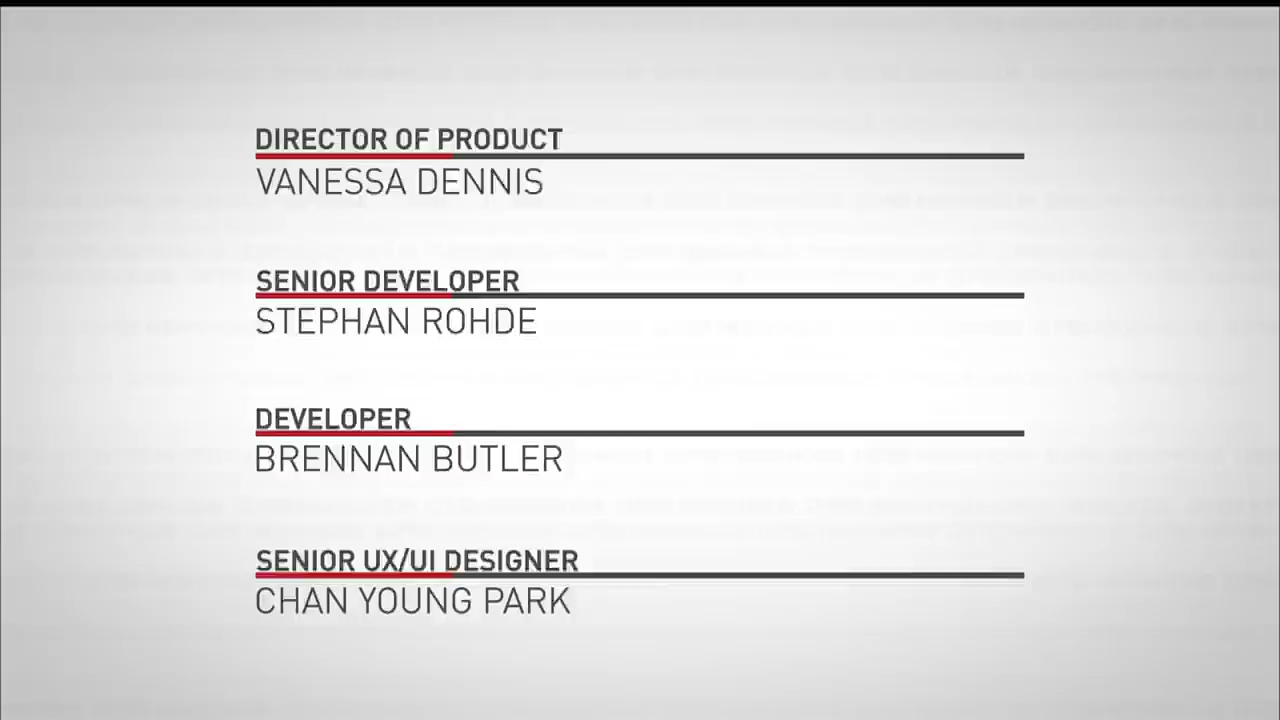 DIRECTOR OF PRODUCT
VANESSA DENNIS
SENIOR DEVELOPER
STEPHAN ROHDE
DEVELOPER
BRENNAN BUTLER
SENIOR UX/UI DESIGNER
CHAN YOUNG PARK